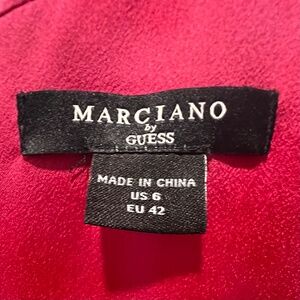 MARCIANO
by
GUESS
MADE IN CHINA
US 6
EU 42